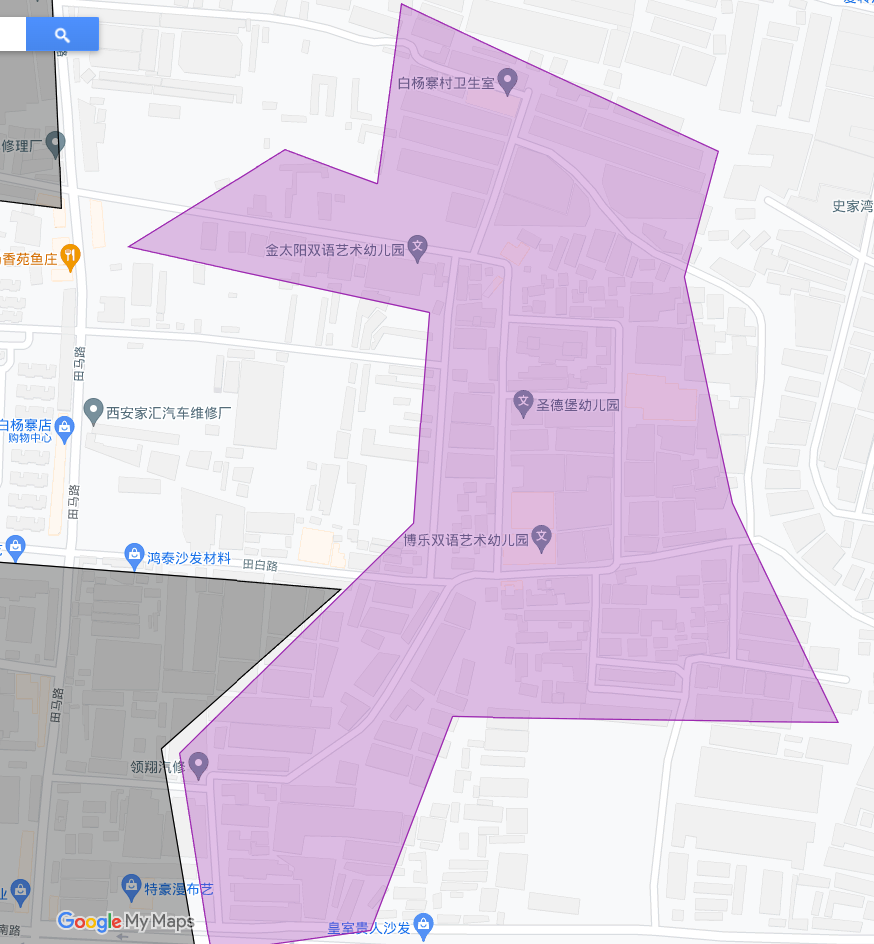 白杨寨村卫生室
修理厂
史家湾
金太阳双语艺术幼儿园
香苑鱼庄
田马路
圣德堡幼儿园
西安家汇汽车维修厂
白杨寨店
购物中心
田马路
博乐双语艺术幼儿园
鸿泰沙发材料
田白路
田马路
领翔汽修
特豪漫布艺
业
Google My Maps
南路
皇室贵人沙发